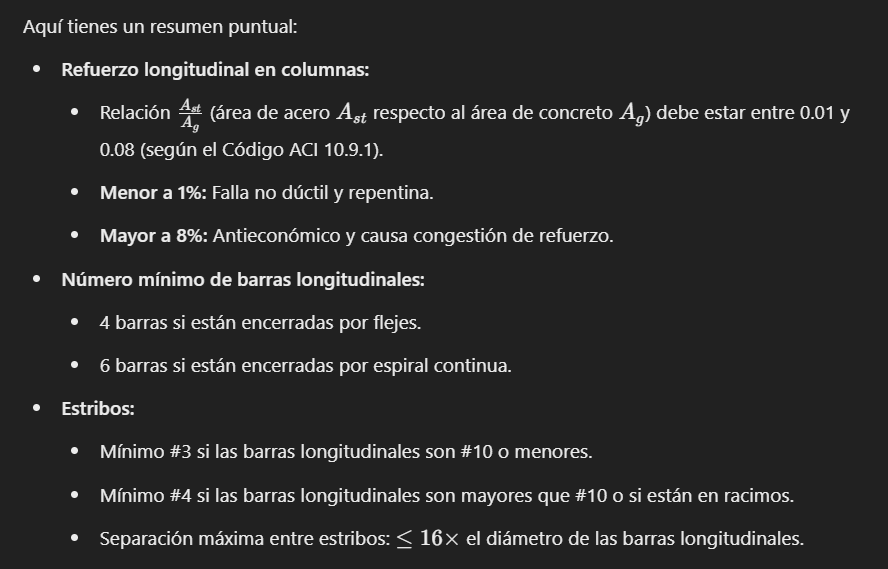 Aquí tienes un resumen puntual:
• Refuerzo longitudinal en columnas:
• Relación A_st/A_g (área de acero A_st respecto al área de concreto A_g) debe estar entre 0.01 y
0.08 (según el Código ACI 10.9.1).
• Menor a 1%: Falla no dúctil y repentina.
• Mayor a 8%: Antieconómico y causa congestión de refuerzo.
• Número mínimo de barras longitudinales:
• 4 barras si están encerradas por flejes.
• 6 barras si están encerradas por espiral continua.
• Estribos:
• Mínimo #3 si las barras longitudinales son #10 o menores.
• Mínimo #4 si las barras longitudinales son mayores que #10 o si están en racimos.
• Separación máxima entre estribos: ≤ 16× el diámetro de las barras longitudinales.